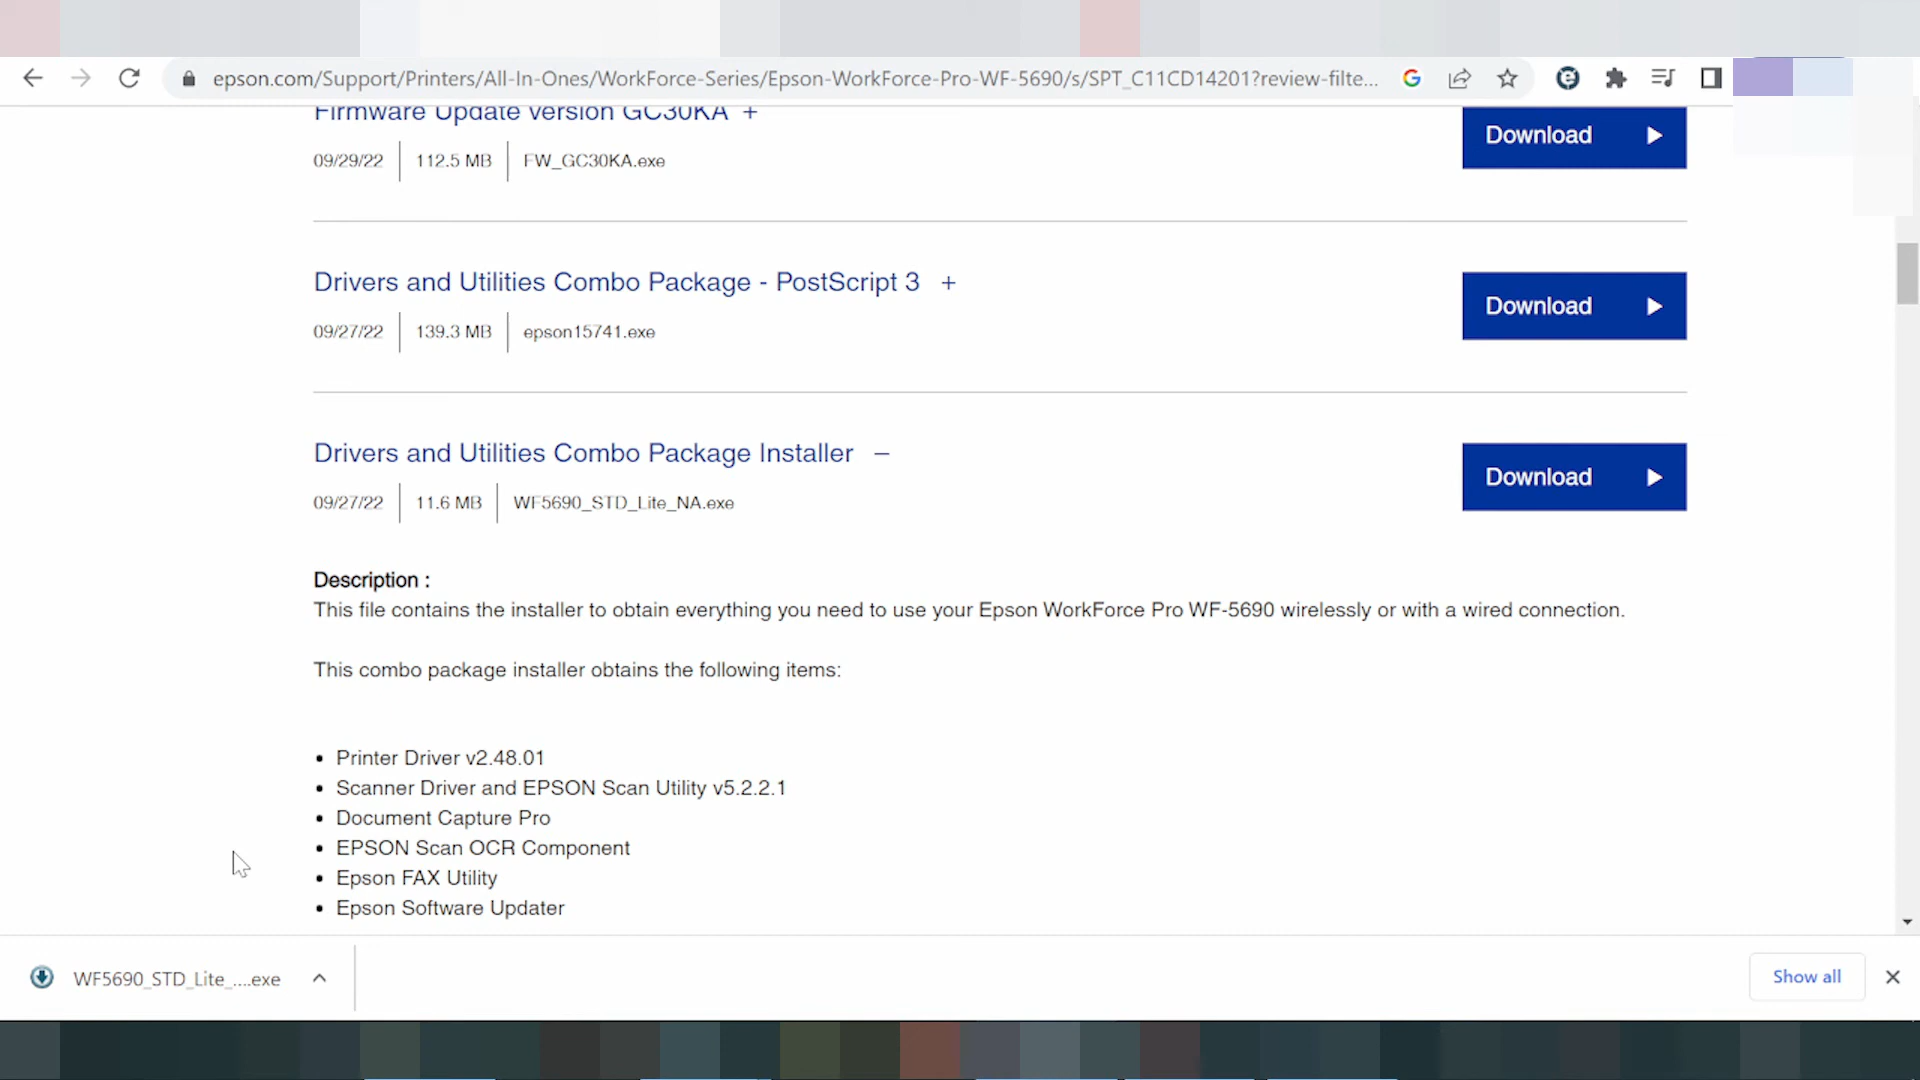 epson.com/Support/Printers/All-In-Ones/WorkForce-Series/Epson-WorkForce-Pro-WF-5690/s/SPT_C11CD14201?review-filte...
Firmware Update version GC30KA +
Download
09/29/22 112.5 MB FW_GC30KA.exe
Drivers and Utilities Combo Package - PostScript 3 +
Download
09/27/22 139.3 MB epson15741.exe
Drivers and Utilities Combo Package Installer –
Download
09/27/22 11.6 MB WF5690_STD_Lite_NA.exe
Description :
This file contains the installer to obtain everything you need to use your Epson WorkForce Pro WF-5690 wirelessly or with a wired connection.
This combo package installer obtains the following items:
• Printer Driver v2.48.01
• Scanner Driver and EPSON Scan Utility v5.2.2.1
• Document Capture Pro
• EPSON Scan OCR Component
• Epson FAX Utility
• Epson Software Updater
WF5690_STD_Lite_....exe
Show all